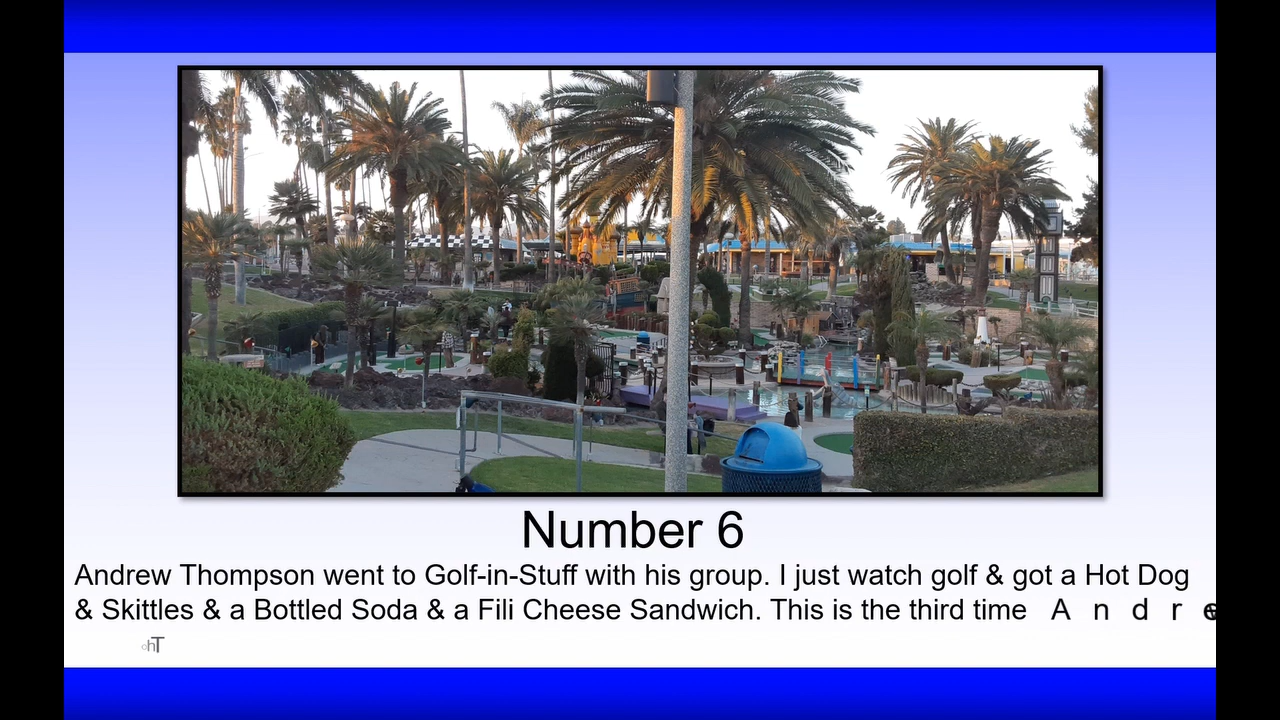 Number 6
Andrew Thompson went to Golf-in-Stuff with his group. I just watch golf & got a Hot Dog
& Skittles & a Bottled Soda & a Fili Cheese Sandwich. This is the third time A n d r e